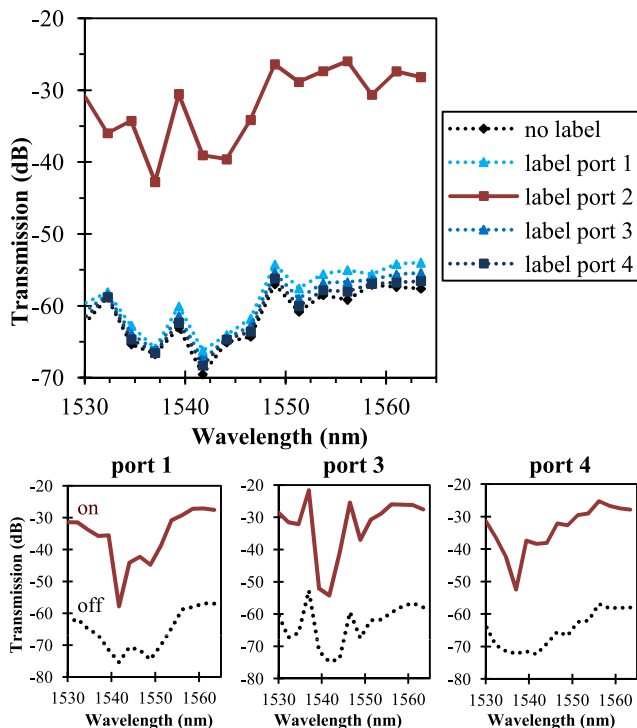 -20
-30
-40
-50
-60
-70
Transmission (dB)
1530 1540 1550 1560
Wavelength (nm)
no label
label port 1
label port 2
label port 3
label port 4
port 1
-20
-30
-40
-50
-60
-70
-80
Transmission (dB)
on
off
1530 1540 1550 1560
Wavelength (nm)
port 3
-20
-30
-40
-50
-60
-70
-80
1530 1540 1550 1560
Wavelength (nm)
port 4
-20
-30
-40
-50
-60
-70
-80
1530 1540 1550 1560
Wavelength (nm)